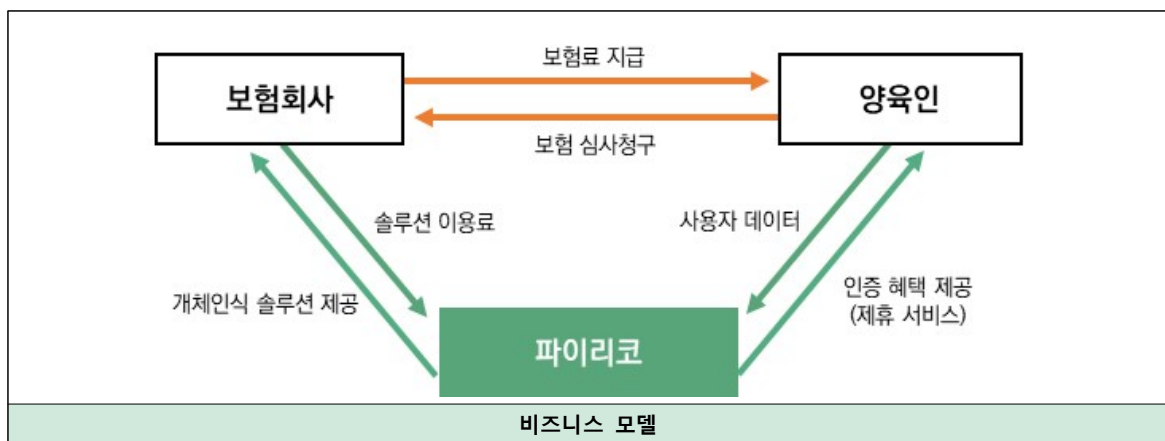 보험료 지급
보험회사
양육인
보험 심사청구
솔루션 이용료
사용자 데이터
개체인식 솔루션 제공
인증 혜택 제공
(제휴 서비스)
파이리코
비즈니스 모델